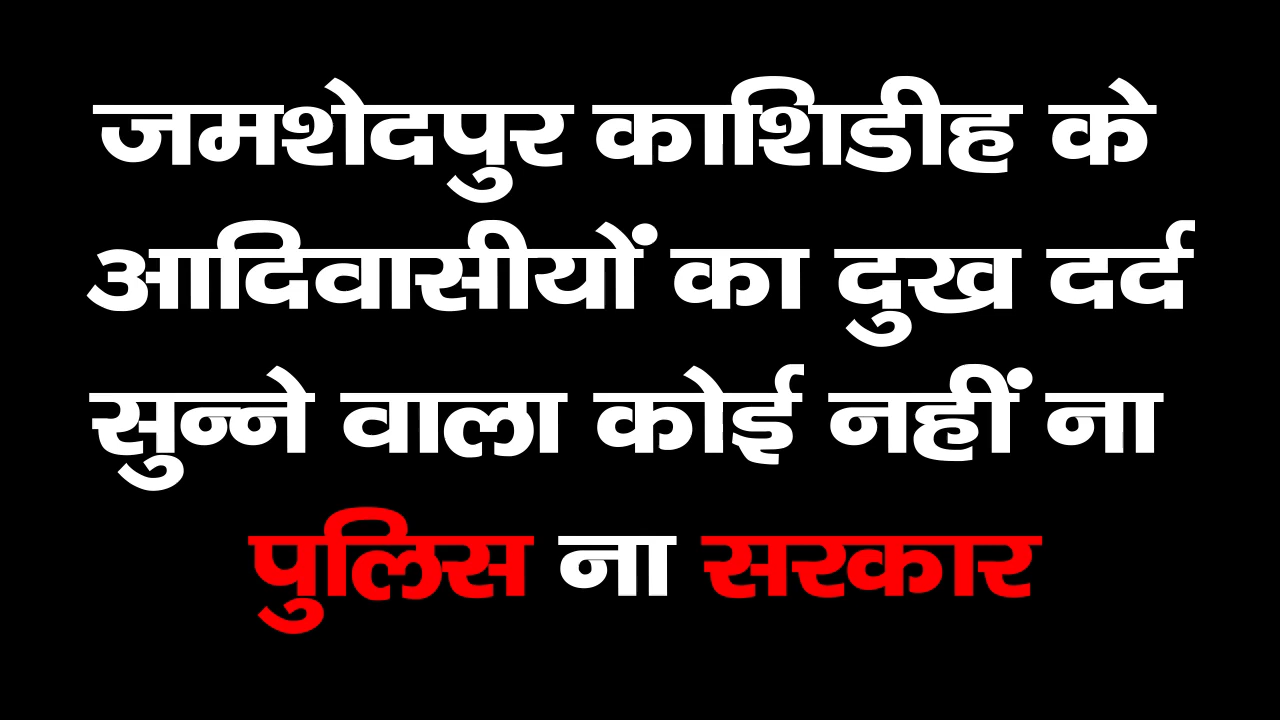 जमशेदपुर काशिडीह के
आदिवासीयों का दुख दर्द
सुन्ने वाला कोई नहीं ना
पुलिस ना सरकार